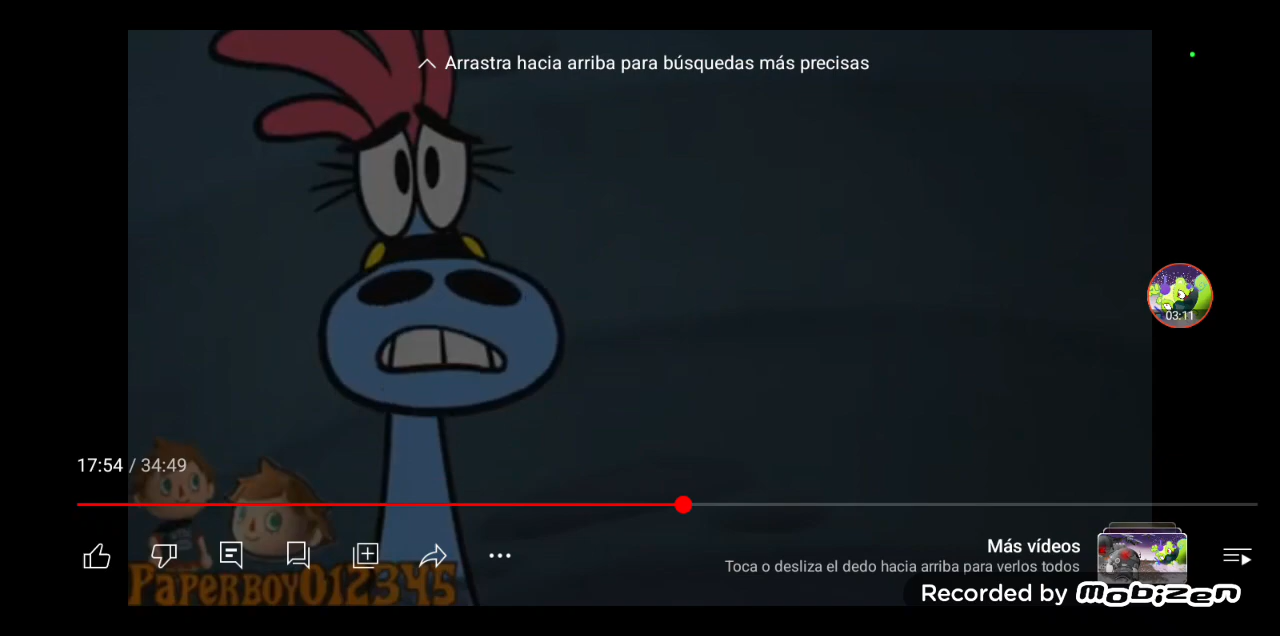 Arrastra hacia arriba para búsquedas más precisas
03:11
17:54 / 34:49
Más vídeos
Toca o desliza el dedo hacia arriba para verlos todos
PAPERBOY012345
Recorded by mobizen